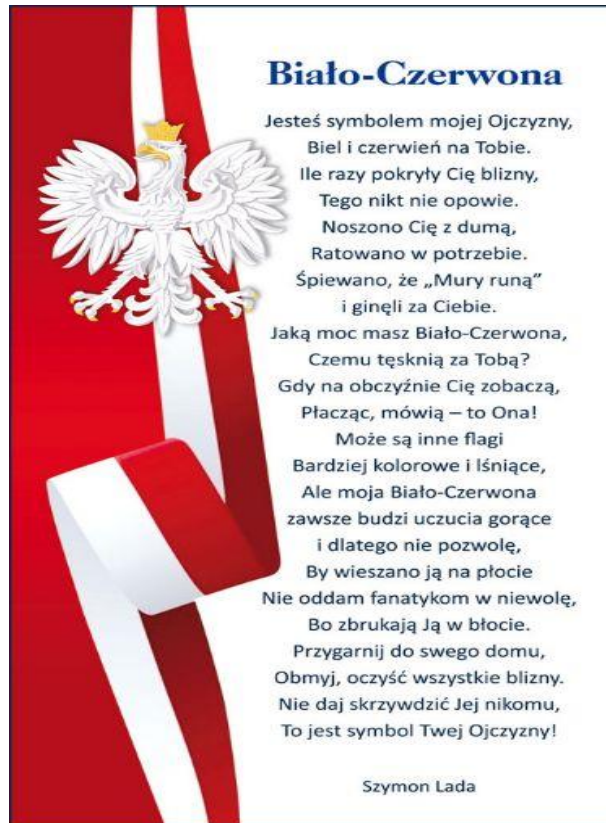 Biało-Czerwona
Jesteś symbolem mojej Ojczyzny,
Biel i czerwień na Tobie.
Ile razy pokryły Cię blizny,
Tego nikt nie opowie.
Noszono Cię z dumą,
Ratowano w potrzebie.
Śpiewano, że „Mury runą”
i ginęli za Ciebie.
Jaką moc masz Biało-Czerwona,
Czemu tęsknią za Tobą?
Gdy na obczyźnie Cię zobaczą,
Płacząc, mówią – to Ona!
Może są inne flagi
Bardziej kolorowe i lśniące,
Ale moja Biało-Czerwona
zawsze budzi uczucia gorące
i dlatego nie pozwolę,
By wieszano ją na płocie
Nie oddam fanatykom w niewolę,
Bo zbrukają Ją w błocie.
Przygarnij do swego domu,
Obmyj, oczyść wszystkie blizny.
Nie daj skrzywdzić Jej nikomu,
To jest symbol Twej Ojczyzny!
Szymon Lada